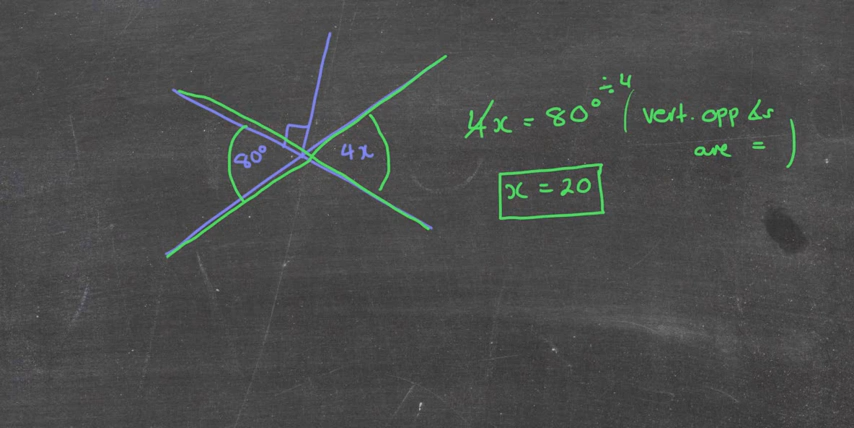 80°
4x
4x = 80° ÷4 (vert. opp ∡s
are = )
x = 20